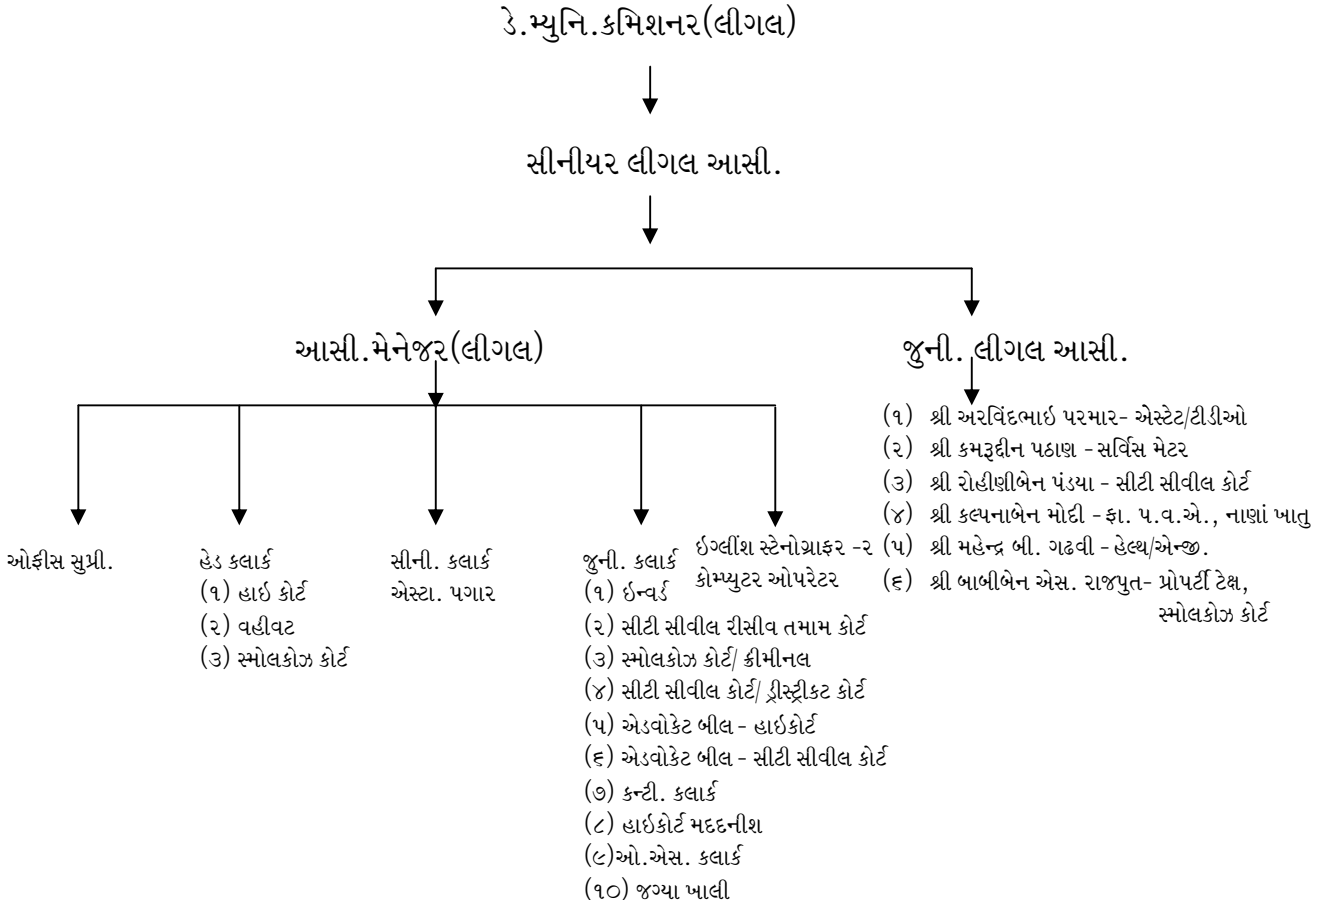 ડે.મ્યુનિ.કમિશનર(લીગલ)
સીનીયર લીગલ આસી.
આસી.મેનેજર(લીગલ)
જુની. લીગલ આસી.
(૧) શ્રી અરવિંદભાઇ પરમાર- એસ્ટેટ/ટીડીઓ
(૨) શ્રી કમરૂદ્દીન પઠાણ - સર્વિસ મેટર
(૩) શ્રી રોહીણીબેન પંડયા - સીટી સીવીલ કોર્ટ
(૪) શ્રી કલ્પનાબેન મોદી - ફા. પ.વ.એ., નાણાં ખાતુ
(૫) શ્રી મહેન્દ્ર બી. ગઢવી - હેલ્થ/એન્જી.
(૬) શ્રી બાબીબેન એસ. રાજપુત- પ્રોપર્ટી ટેક્ષ,
સ્મોલકોઝ કોર્ટ
ઓફીસ સુપ્રી.
હેડ કલાર્ક
(૧) હાઇ કોર્ટ
(૨) વહીવટ
(૩) સ્મોલકોઝ કોર્ટ
સીની. કલાર્ક
એસ્ટા. પગાર
જુની. કલાર્ક
(૧) ઇન્વર્ડ
(૨) સીટી સીવીલ રીસીવ તમામ કોર્ટ
(૩) સ્મોલકોઝ કોર્ટ/ ક્રીમીનલ
(૪) સીટી સીવીલ કોર્ટ/ ડ્રીસ્ટ્રીકટ કોર્ટ
(૫) એડવોકેટ બીલ - હાઇકોર્ટ
(૬) એડવોકેટ બીલ - સીટી સીવીલ કોર્ટ
(૭) કન્ટી. કલાર્ક
(૮) હાઇકોર્ટ મદદનીશ
(૯)ઓ.એસ. કલાર્ક
(૧૦) જગ્યા ખાલી
ઇગ્લીંશ સ્ટેનોગ્રાફર -૨
કોમ્પ્યુટર ઓપરેટર